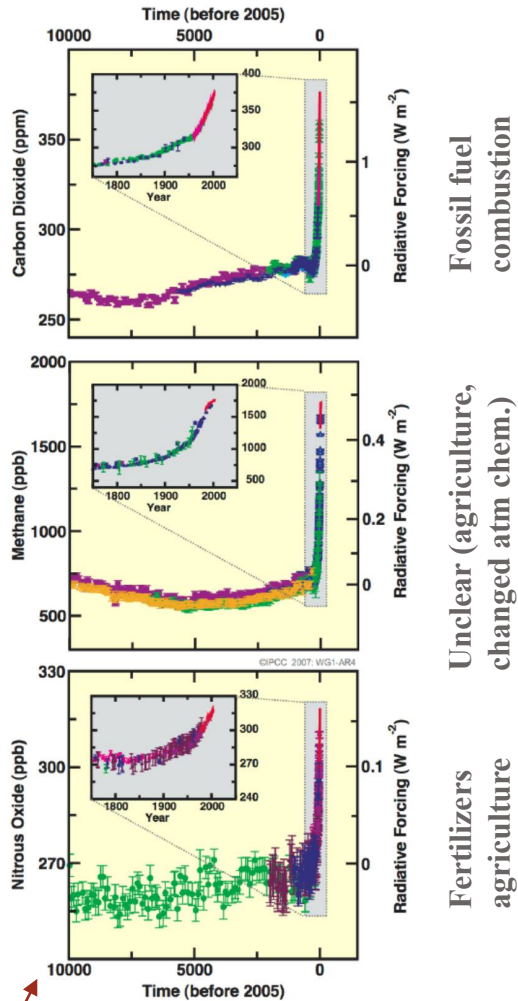 Time (before 2005)
10000 5000 0
Carbon Dioxide (ppm)
350
300
250
400
350
300
1800 1900 2000
Year
Radiative Forcing (W m⁻²)
1
0
Fossil fuel
combustion
Methane (ppb)
2000
1500
1000
500
2000
1500
1000
500
1800 1900 2000
Year
Radiative Forcing (W m⁻²)
0.4
0.2
0
Unclear (agriculture,
changed atm chem.)
©IPCC 2007: WG1-AR4
Nitrous Oxide (ppb)
330
300
270
330
300
270
240
1800 1900 2000
Year
Radiative Forcing (W m⁻²)
0.1
0
Fertilizers
agriculture
10000 5000 0
Time (before 2005)